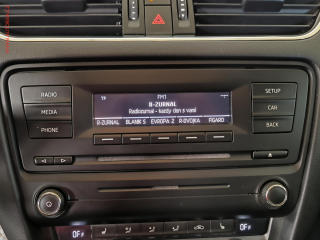 TP FM1
R-ZURNAL
Radiozurnal - kazdy den s vami
R-ZURNAL BLANIK S EVROPA 2 R-DVOJKA FIGARO
RADIO
MEDIA
PHONE
SETUP
CAR
BACK
OFF
OFF